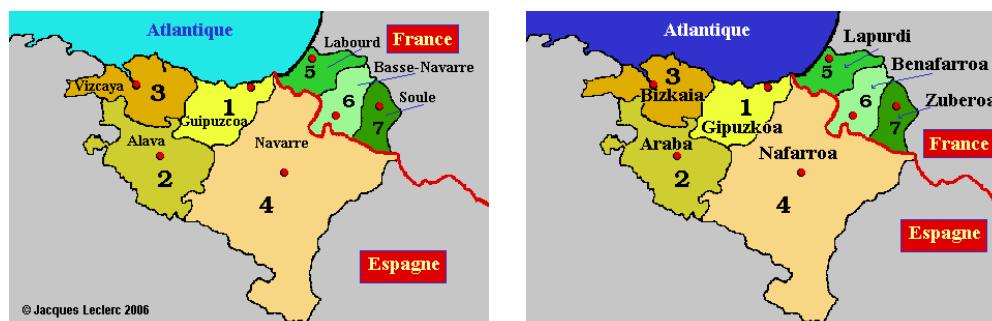 Atlantique
France
Labourd
5
Basse-Navarre
Vizcaya
3
1
6
Soule
Guipuzcoa
7
Alava
Navarre
2
4
Espagne
© Jacques Leclerc 2006
Atlantique
Lapurdi
5
Benafarroa
3
Bizkaia
1
6
Zuberoa
Gipuzkoa
7
Araba
France
Nafarroa
2
4
Espagne